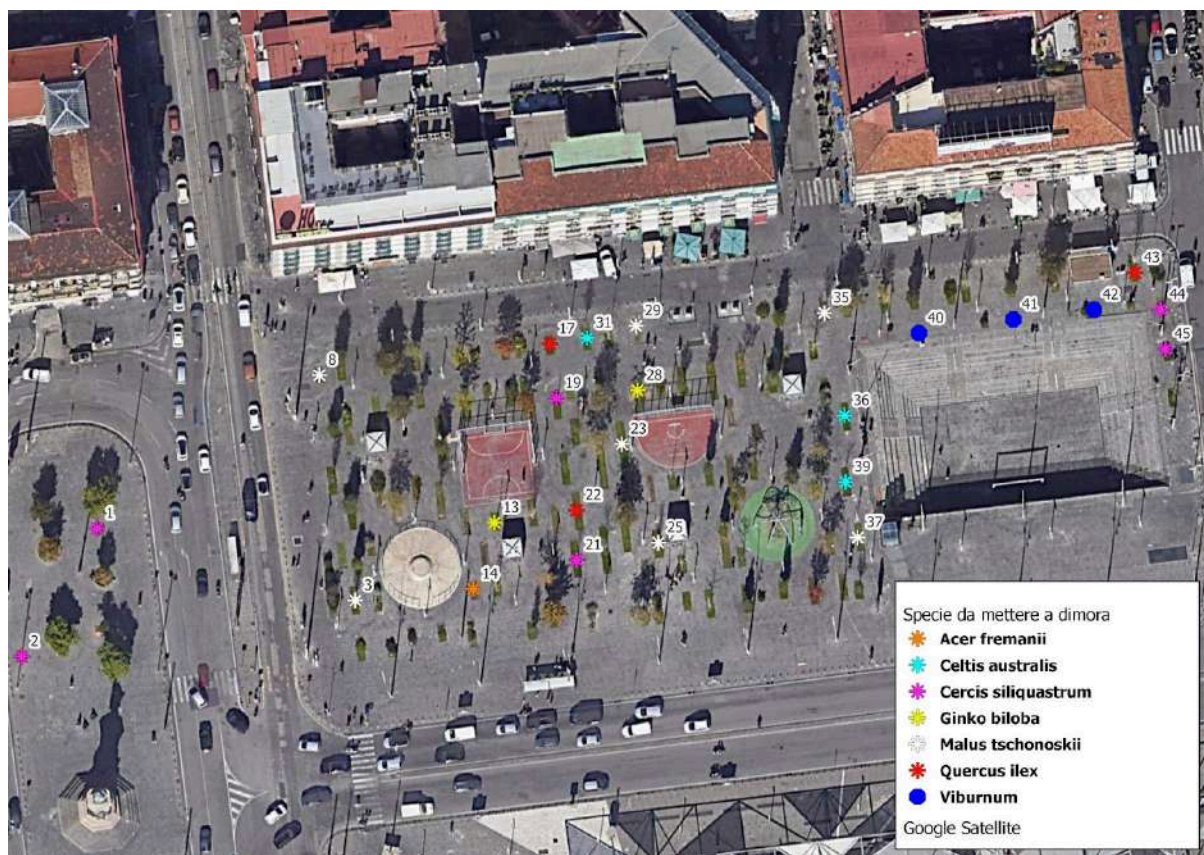 HO
43
44
42
41
40
45
35
29
31
17
8
28
19
36
23
39
22
13
37
25
1
21
14
3
2
Specie da mettere a dimora
Acer fremanii
Celtis australis
Cercis siliquastrum
Ginko biloba
Malus tschonoskii
Quercus ilex
Viburnum
Google Satellite